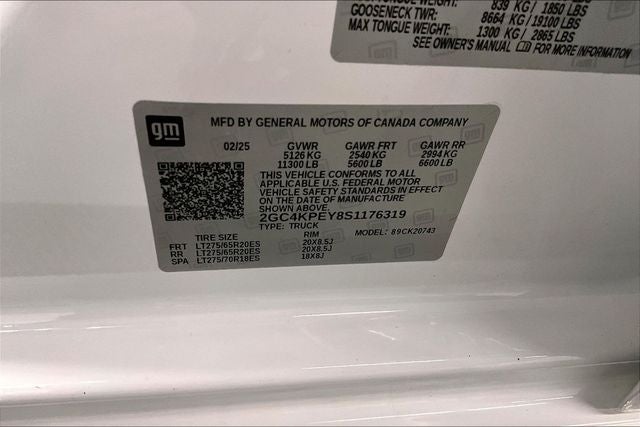 839 KG / 1850 LBS
GOOSENECK TWR: 8664 KG/19100 LBS
MAX TONGUE WEIGHT: 1300 KG / 2865 LBS
SEE OWNER'S MANUAL FOR MORE INFORMATION
gm
MFD BY GENERAL MOTORS OF CANADA COMPANY
02/25 GVWR GAWR FRT GAWR RR
5126 KG 2540 KG 2994 KG
11300 LB 5600 LB 6600 LB
THIS VEHICLE CONFORMS TO ALL
APPLICABLE U.S. FEDERAL MOTOR
VEHICLE SAFETY STANDARDS IN EFFECT
ON THE DATE OF MANUFACTURE
SHOWN ABOVE.
2GC4KPEY8S1176319
TYPE: TRUCK MODEL: 89CK20743
TIRE SIZE RIM
FRT LT275/65R20ES 20X8.5J
RR LT275/65R20ES 20X8.5J
SPA LT275/70R18ES 18X8J